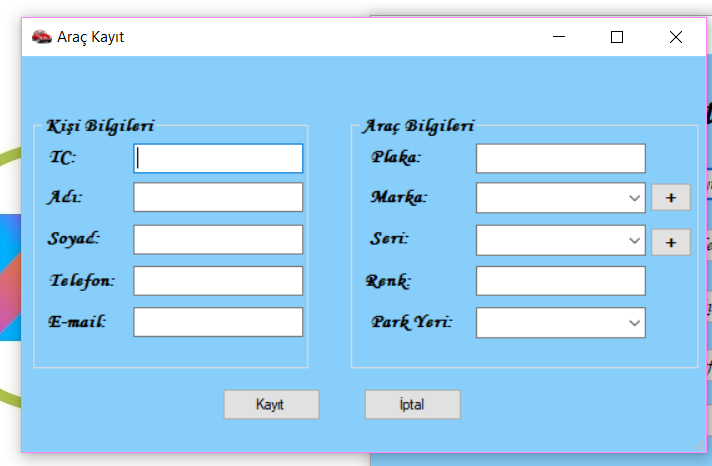 Araç Kayıt
Kişi Bilgileri
TC:
Adı:
Soyad:
Telefon:
E-mail:
Araç Bilgileri
Plaka:
Marka:
+
Seri:
+
Renk:
Park Yeri:
Kayıt
İptal